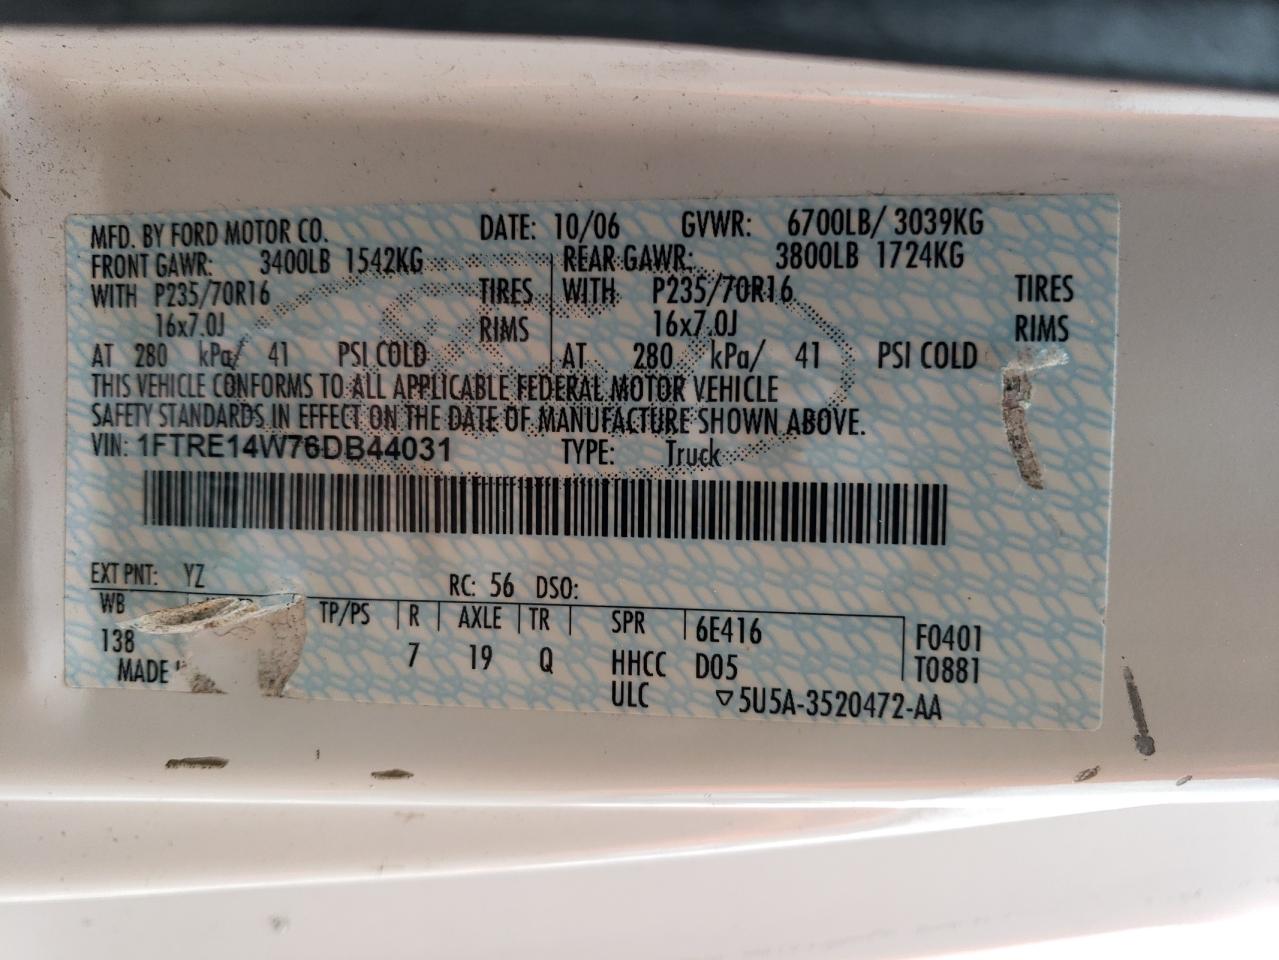 MFD. BY FORD MOTOR CO. DATE: 10/06 GVWR: 6700LB/ 3039KG
FRONT GAWR: 3400LB 1542KG REAR GAWR: 3800LB 1724KG
WITH P235/70R16 TIRES WITH P235/70R16 TIRES
16x7.0J RIMS 16x7.0J RIMS
AT 280 kPa/ 41 PSI COLD AT 280 kPa/ 41 PSI COLD
THIS VEHICLE CONFORMS TO ALL APPLICABLE FEDERAL MOTOR VEHICLE
SAFETY STANDARDS IN EFFECT ON THE DATE OF MANUFACTURE SHOWN ABOVE.
VIN: 1FTRE14W76DB44031 TYPE: Truck
EXT PNT: YZ RC: 56 DSO:
WB TP/PS R AXLE TR SPR 6E416 F0401
138 7 19 Q HHCC D05 T0881
MADE ULC ▽5U5A-3520472-AA